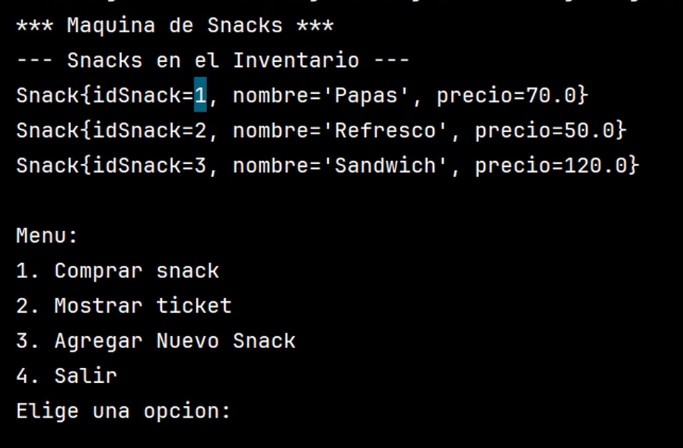 *** Maquina de Snacks ***
--- Snacks en el Inventario ---
Snack{idSnack=1, nombre='Papas', precio=70.0}
Snack{idSnack=2, nombre='Refresco', precio=50.0}
Snack{idSnack=3, nombre='Sandwich', precio=120.0}
Menu:
1. Comprar snack
2. Mostrar ticket
3. Agregar Nuevo Snack
4. Salir
Elige una opcion: